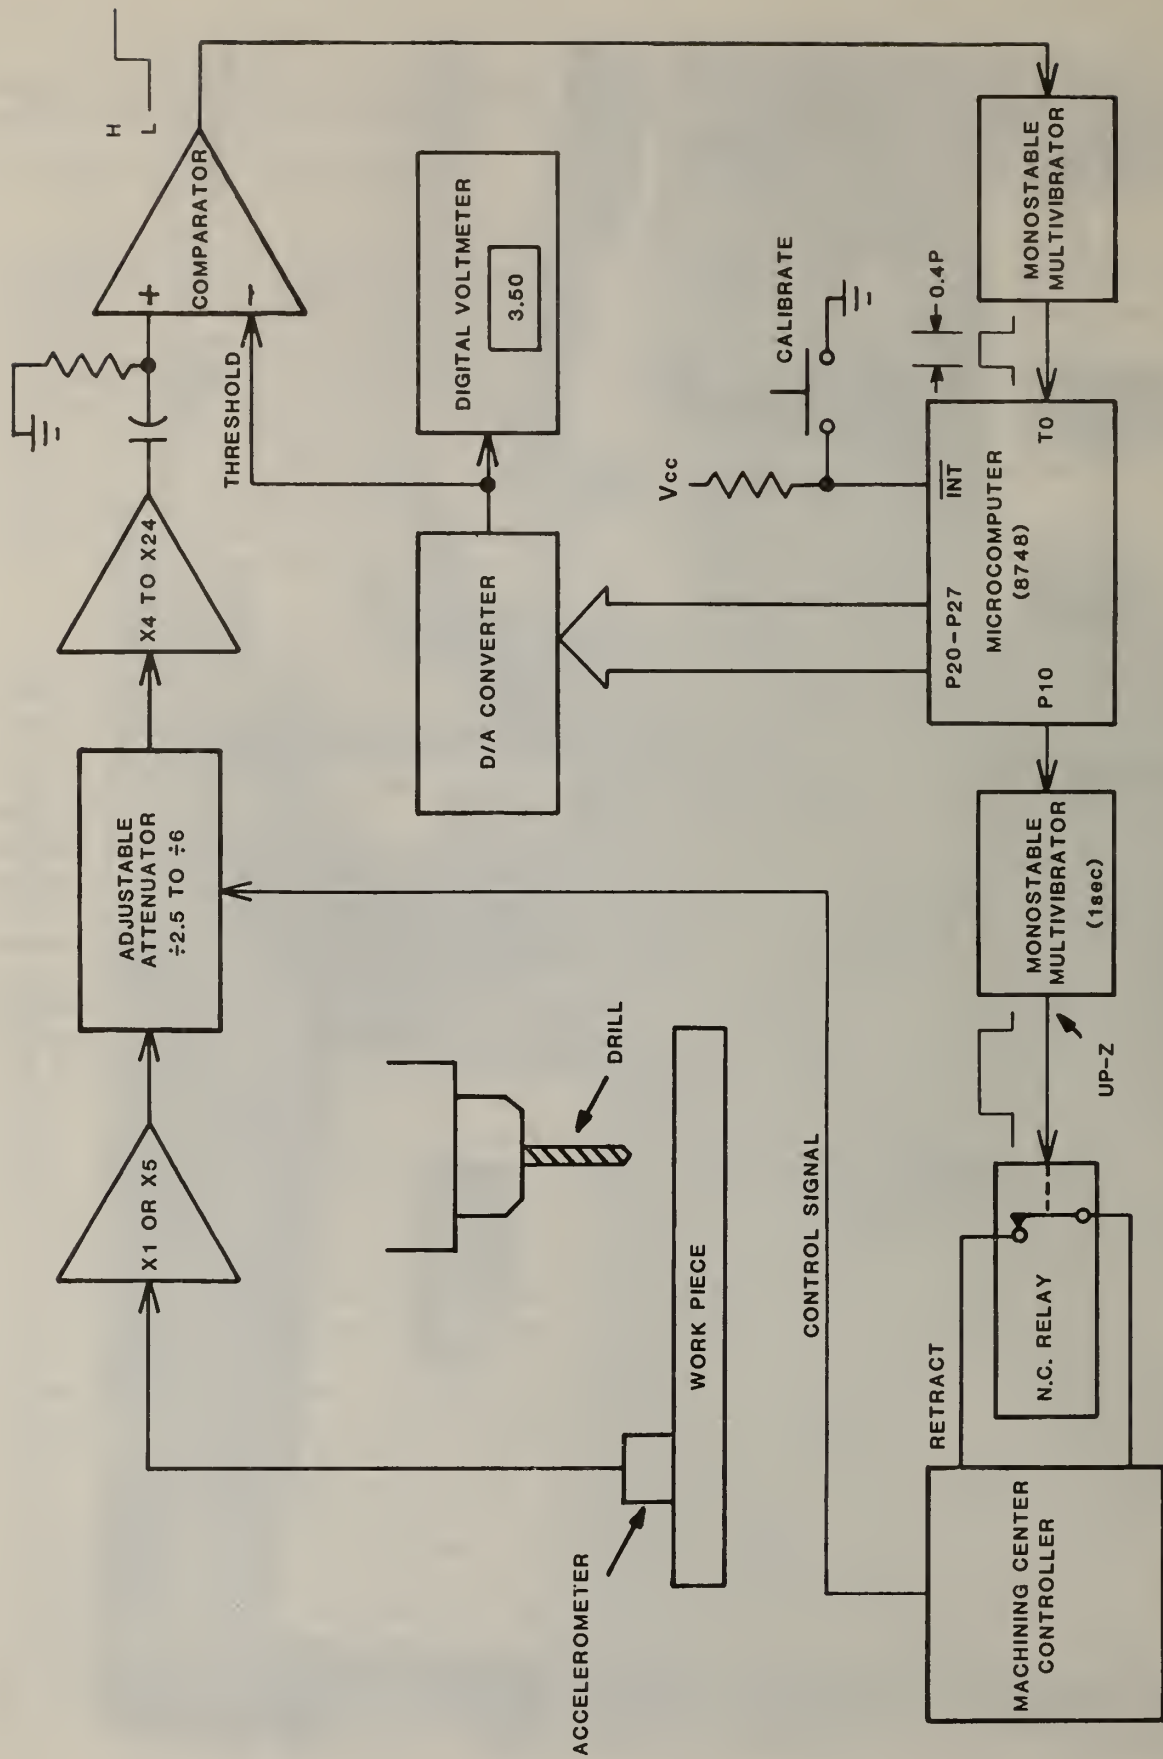 X1 OR X5
ADJUSTABLE
ATTENUATOR
÷2.5 TO ÷6
X4 TO X24
+
-
COMPARATOR
H
L
THRESHOLD
DIGITAL VOLTMETER
3.50
D/A CONVERTER
DRILL
ACCELEROMETER
WORK PIECE
CONTROL SIGNAL
Vcc
CALIBRATE
0.4P
MACHINING CENTER
CONTROLLER
RETRACT
N.C. RELAY
UP-Z
MONOSTABLE
MULTIVIBRATOR
(1sec)
P20-P27
INT
MICROCOMPUTER
(8748)
P10
T0
MONOSTABLE
MULTIVIBRATOR